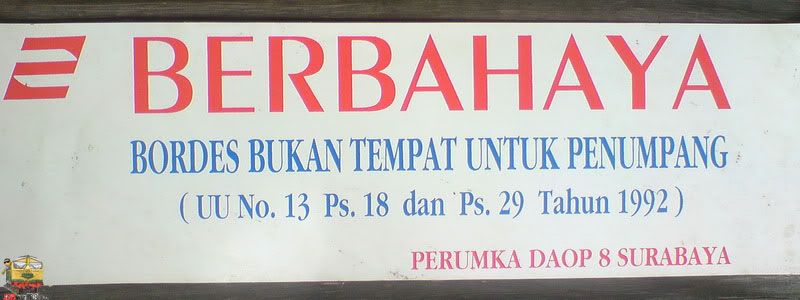 BERBAHAYA
BORDES BUKAN TEMPAT UNTUK PENUMPANG
( UU No. 13 Ps. 18 dan Ps. 29 Tahun 1992 )
PERUMKA DAOP 8 SURABAYA